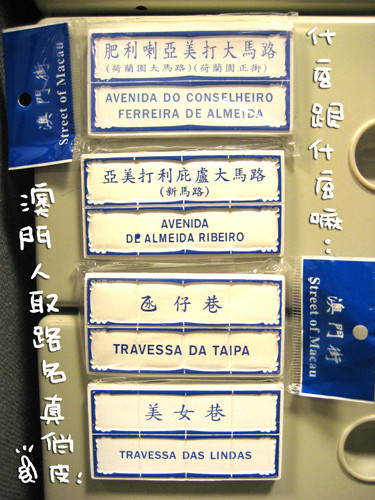 肥利喇亞美打大馬路
(荷蘭園大馬路)(荷蘭園正街)
AVENIDA DO CONSELHEIRO
FERREIRA DE ALMEIDA
亞美打利庇盧大馬路
(新馬路)
AVENIDA
DE ALMEIDA RIBEIRO
氹仔巷
TRAVESSA DA TAIPA
美女巷
TRAVESSA DAS LINDAS
澳門街
Street of Macau
澳門街
Street of Macau
什麼跟什麼嘛..
澳門人取路名真俏皮!